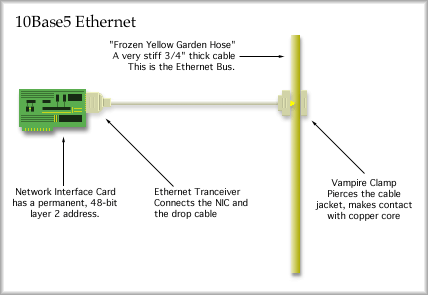 10Base5 Ethernet
"Frozen Yellow Garden Hose"
A very stiff 3/4" thick cable
This is the Ethernet Bus.
Network Interface Card
has a permanent, 48-bit
layer 2 address.
Ethernet Tranceiver
Connects the NIC and
the drop cable
Vampire Clamp
Pierces the cable
jacket, makes contact
with copper core